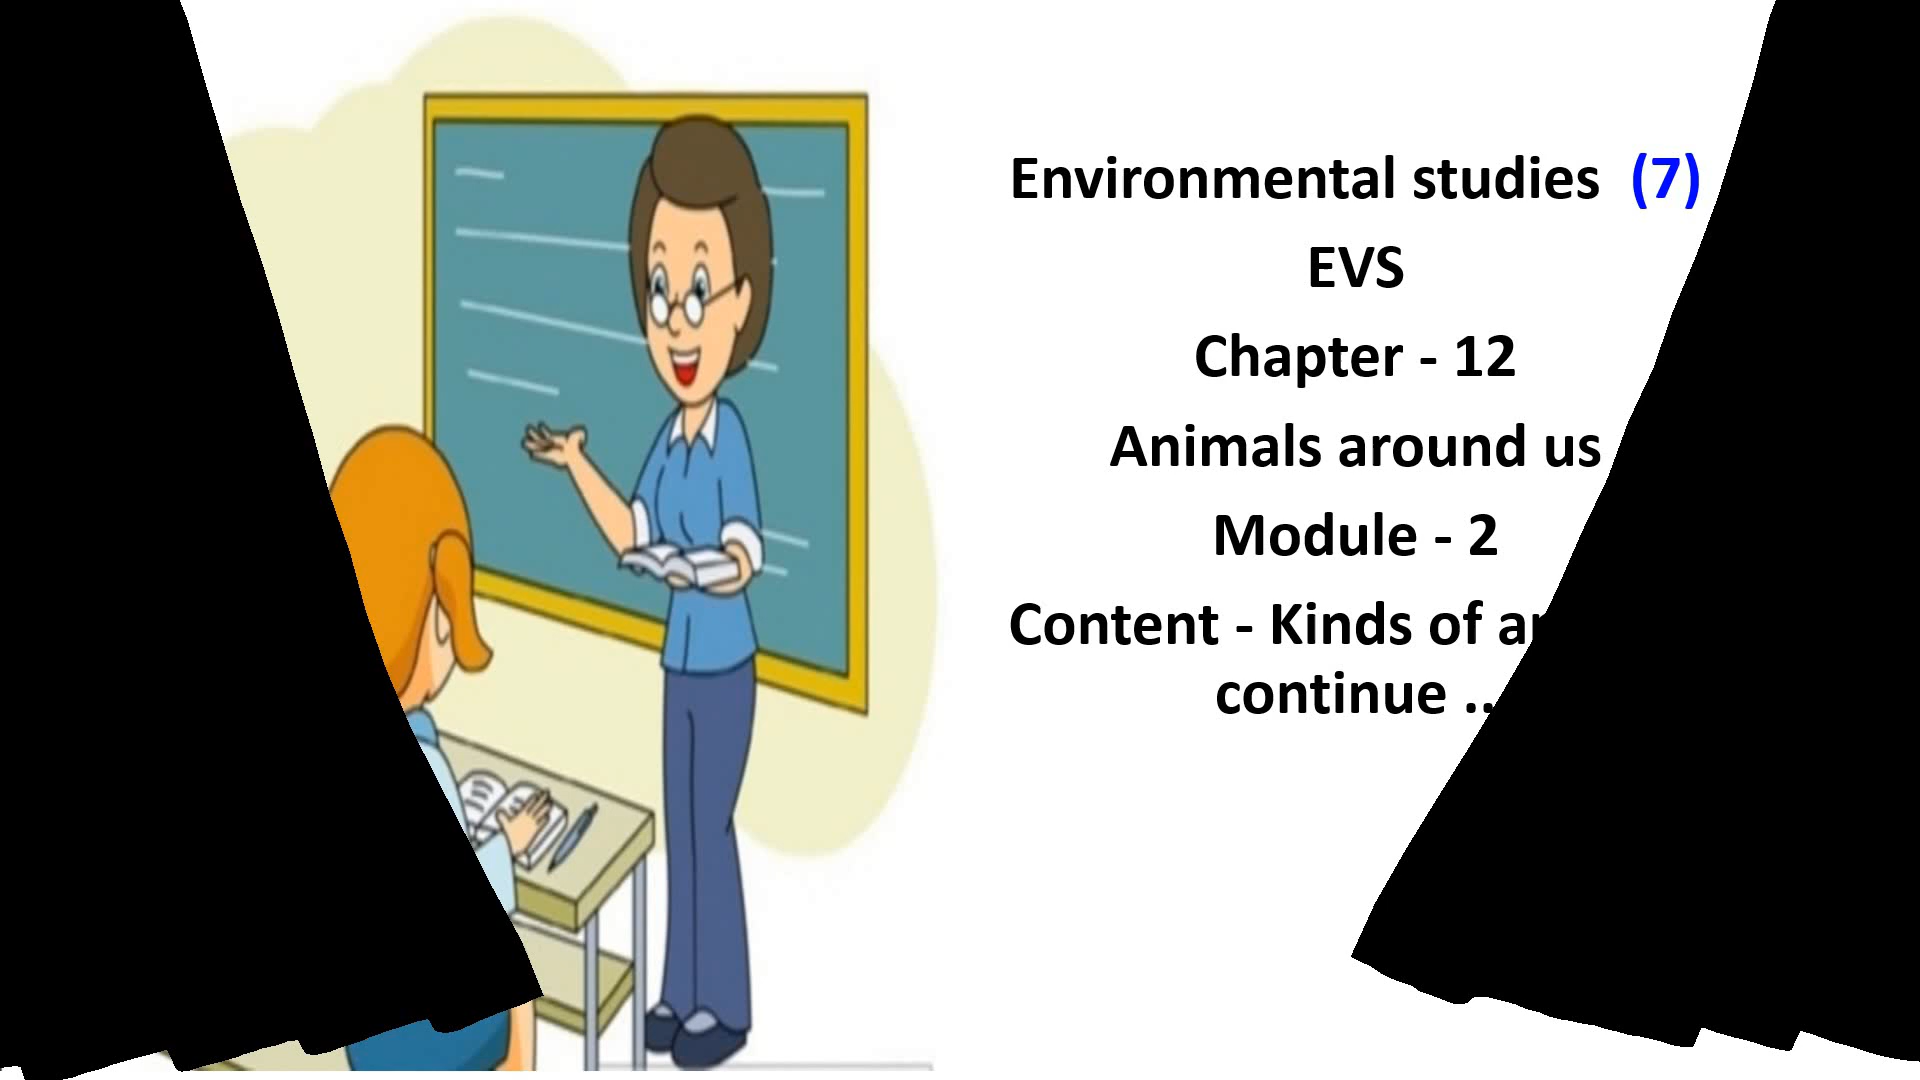 Environmental studies (7)
EVS
Chapter - 12
Animals around us
Module - 2
Content - Kinds of
continue ..